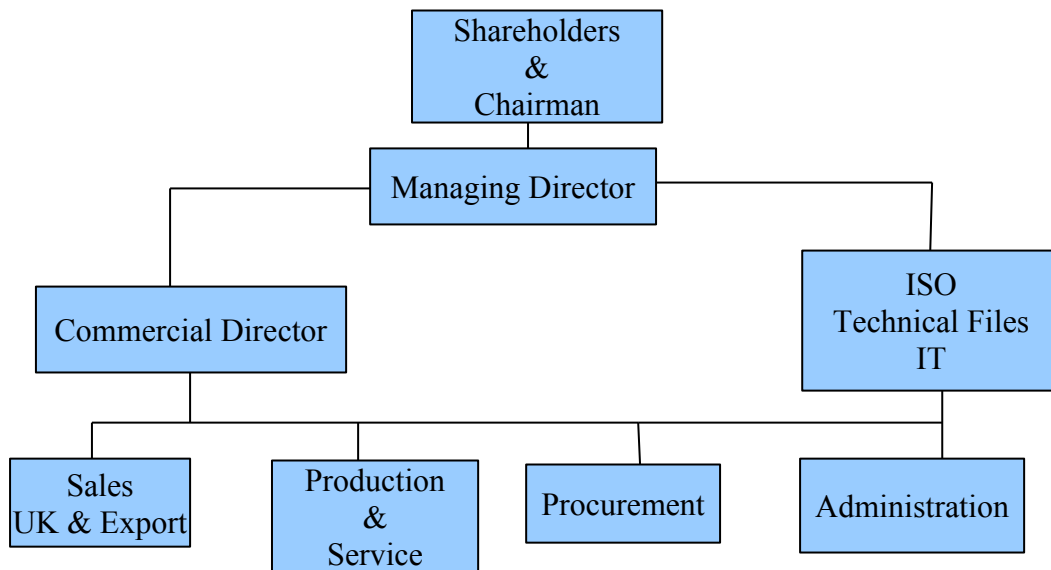 Shareholders
&
Chairman
Managing Director
Commercial Director
ISO
Technical Files
IT
Sales
UK & Export
Production
&
Service
Procurement
Administration